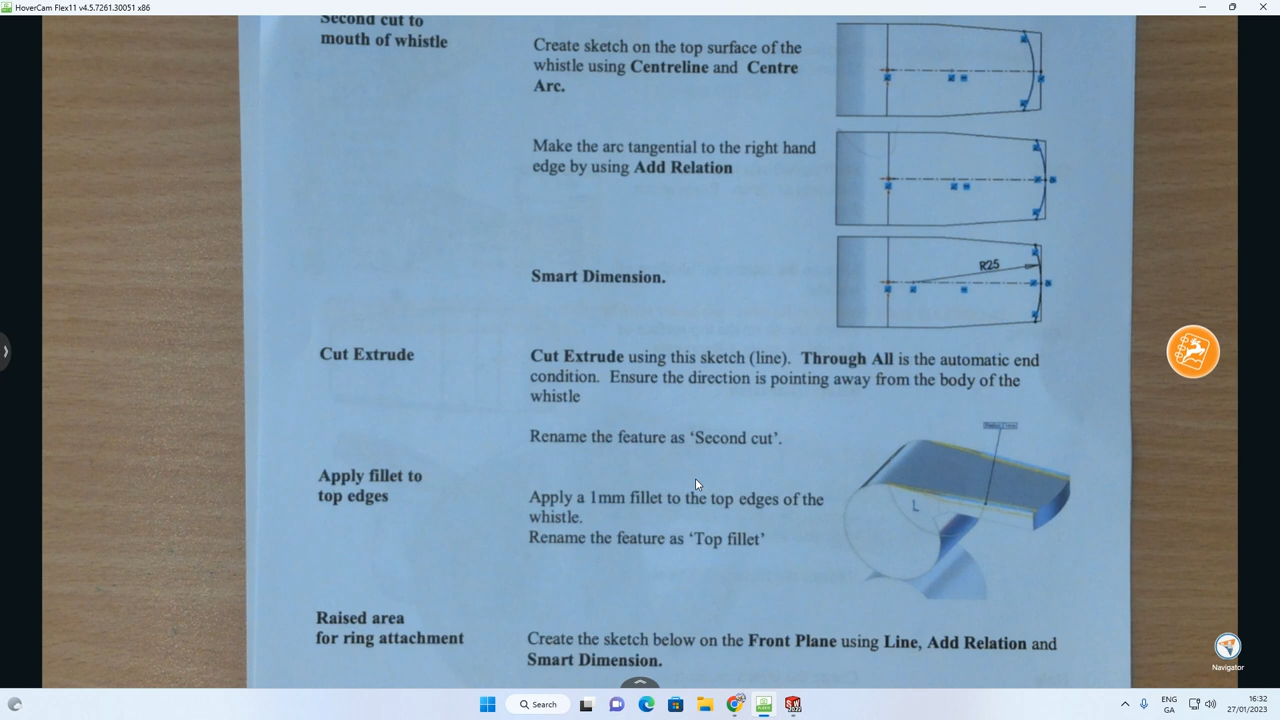 HoverCam Flex11 v4.5.7261.30051 x86
Second cut to
mouth of whistle
Create sketch on the top surface of the
whistle using Centreline and Centre
Arc.
Make the arc tangential to the right hand
edge by using Add Relation
Smart Dimension.
R25
Cut Extrude
Cut Extrude using this sketch (line). Through All is the automatic end
condition. Ensure the direction is pointing away from the body of the
whistle
Rename the feature as ‘Second cut’.
Apply fillet to
top edges
Apply a 1mm fillet to the top edges of the
whistle.
Rename the feature as ‘Top fillet’
L
Raised area
for ring attachment
Create the sketch below on the Front Plane using Line, Add Relation and
Smart Dimension.
Navigator
Search
ENG
GA
16:32
27/01/2023